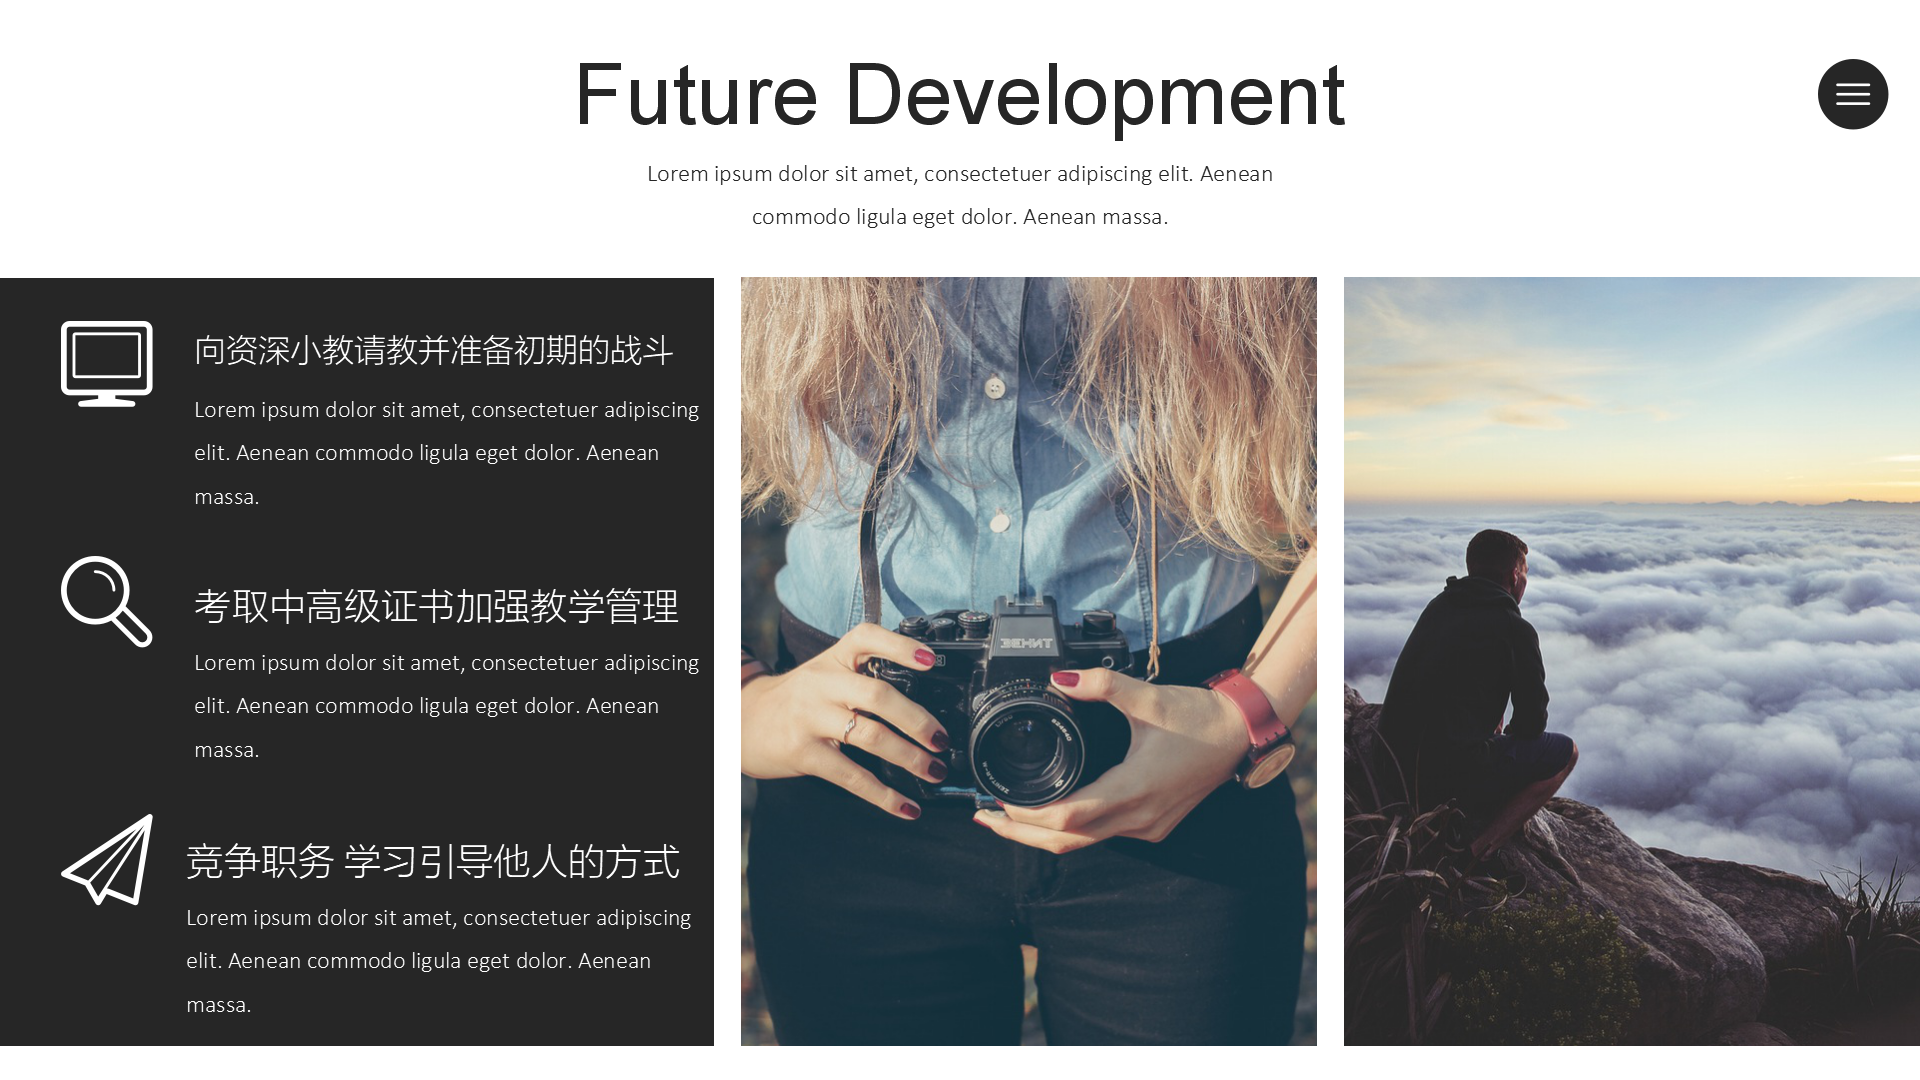 Future Development
Lorem ipsum dolor sit amet, consectetuer adipiscing elit. Aenean
commodo ligula eget dolor. Aenean massa.
向资深小教请教并准备初期的战斗
Lorem ipsum dolor sit amet, consectetuer adipiscing
elit. Aenean commodo ligula eget dolor. Aenean
massa.
考取中高级证书加强教学管理
Lorem ipsum dolor sit amet, consectetuer adipiscing
elit. Aenean commodo ligula eget dolor. Aenean
massa.
竞争职务 学习引导他人的方式
Lorem ipsum dolor sit amet, consectetuer adipiscing
elit. Aenean commodo ligula eget dolor. Aenean
massa.
ЗЕНИТ